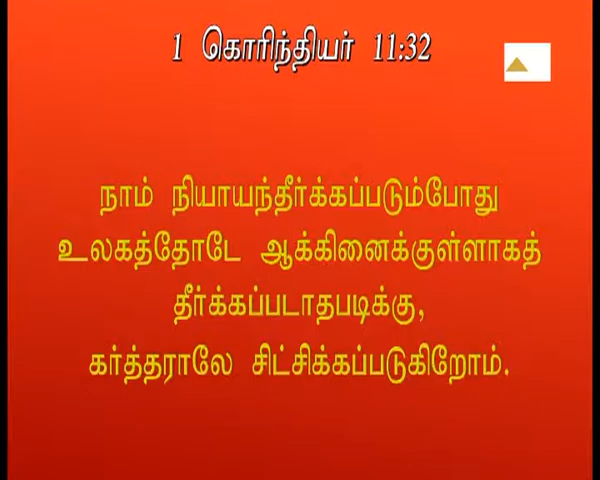 1 கொரிந்தியர் 11:32
நாம் நியாயந்தீர்க்கப்படும்போது
உலகத்தோடே ஆக்கினைக்குள்ளாகத்
தீர்க்கப்படாதபடிக்கு,
கர்த்தராலே சிட்சிக்கப்படுகிறோம்.